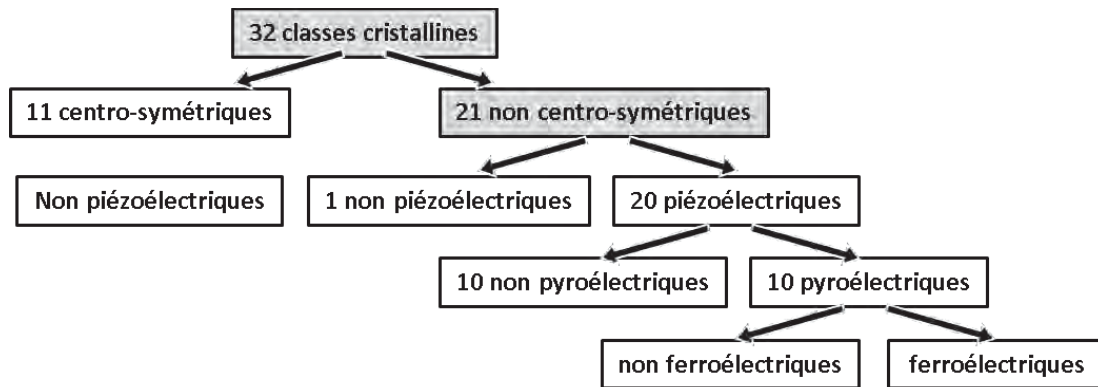 32 classes cristallines
11 centro-symétriques
21 non centro-symétriques
Non piézoélectriques
1 non piézoélectriques
20 piézoélectriques
10 non pyroélectriques
10 pyroélectriques
non ferroélectriques
ferroélectriques